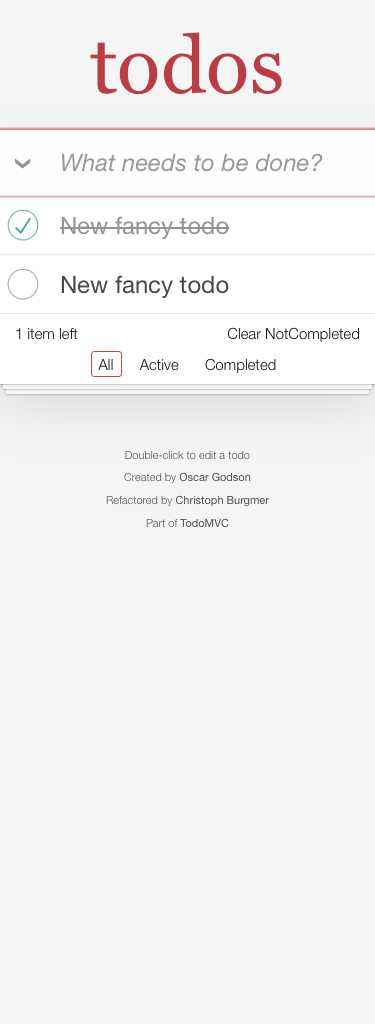 todos
What needs to be done?
New fancy todo
New fancy todo
1 item left Clear NotCompleted
All Active Completed
Double-click to edit a todo
Created by Oscar Godson
Refactored by Christoph Burgmer
Part of TodoMVC